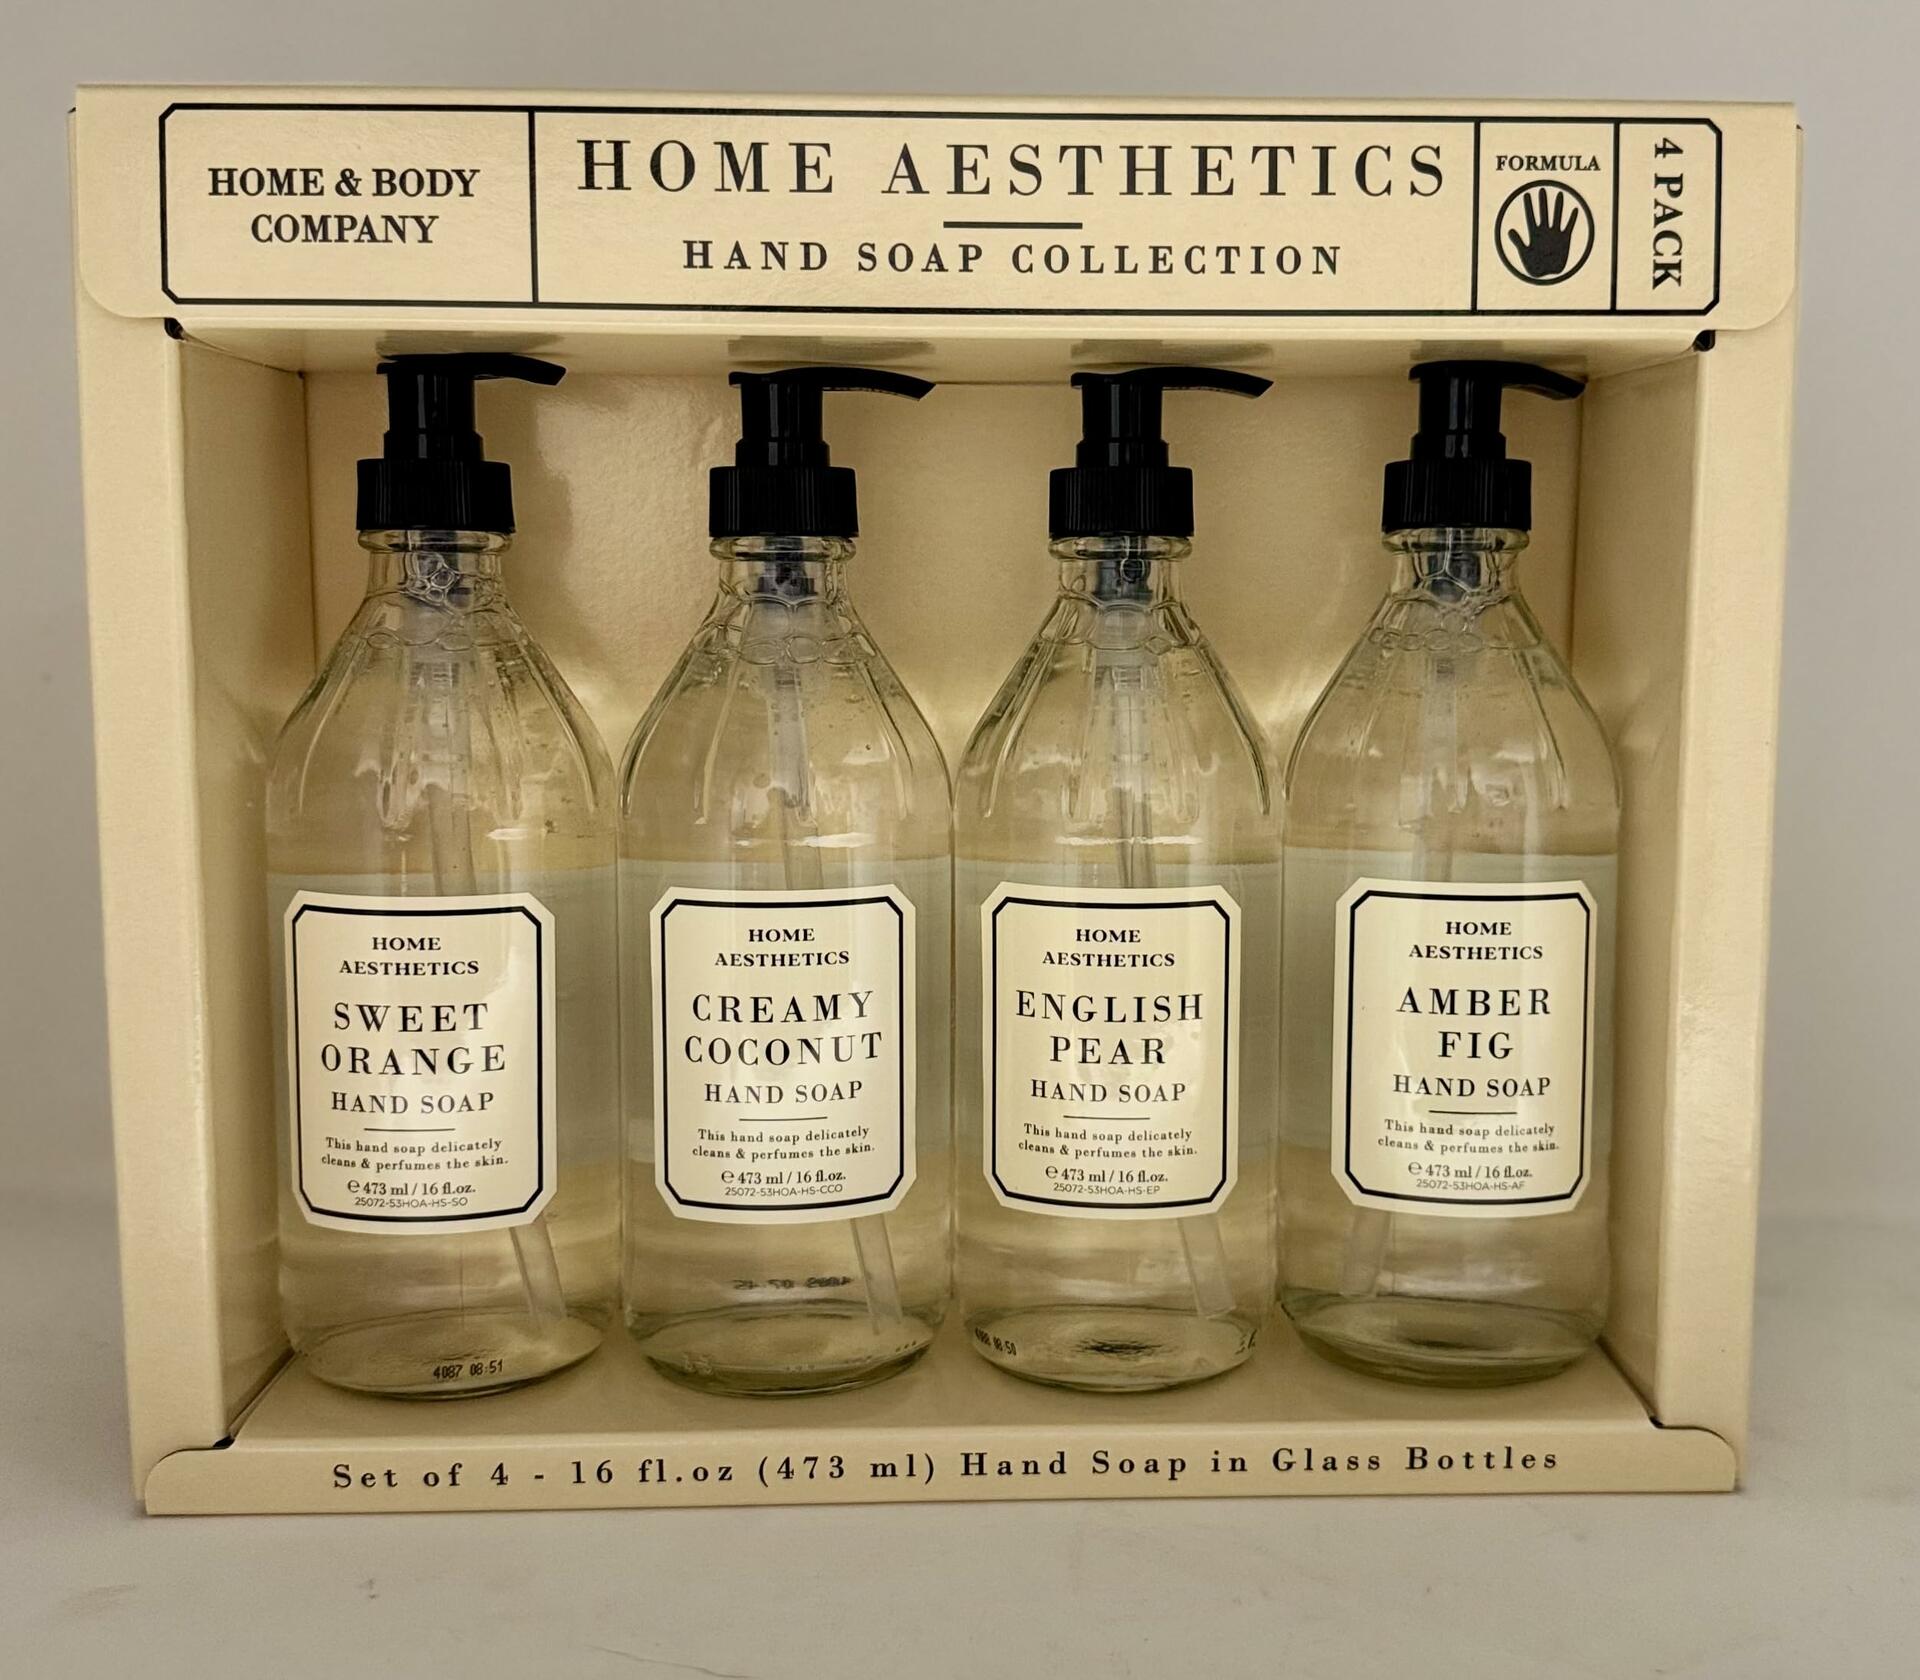 HOME & BODY
COMPANY
HOME AESTHETICS
HAND SOAP COLLECTION
FORMULA
4 PACK
HOME
AESTHETICS
SWEET
ORANGE
HAND SOAP
This hand soap delicately
cleans & perfumes the skin.
℮ 473 ml / 16 fl.oz.
25072-53HOA-HS-SO
4087 08:51
HOME
AESTHETICS
CREAMY
COCONUT
HAND SOAP
This hand soap delicately
cleans & perfumes the skin.
℮ 473 ml / 16 fl.oz.
25072-53HOA-HS-CCO
HOME
AESTHETICS
ENGLISH
PEAR
HAND SOAP
This hand soap delicately
cleans & perfumes the skin.
℮ 473 ml / 16 fl.oz.
25072-53HOA-HS-EP
08:50
HOME
AESTHETICS
AMBER
FIG
HAND SOAP
This hand soap delicately
cleans & perfumes the skin.
℮ 473 ml / 16 fl.oz.
25072-53HOA-HS-AF
Set of 4 - 16 fl.oz (473 ml) Hand Soap in Glass Bottles